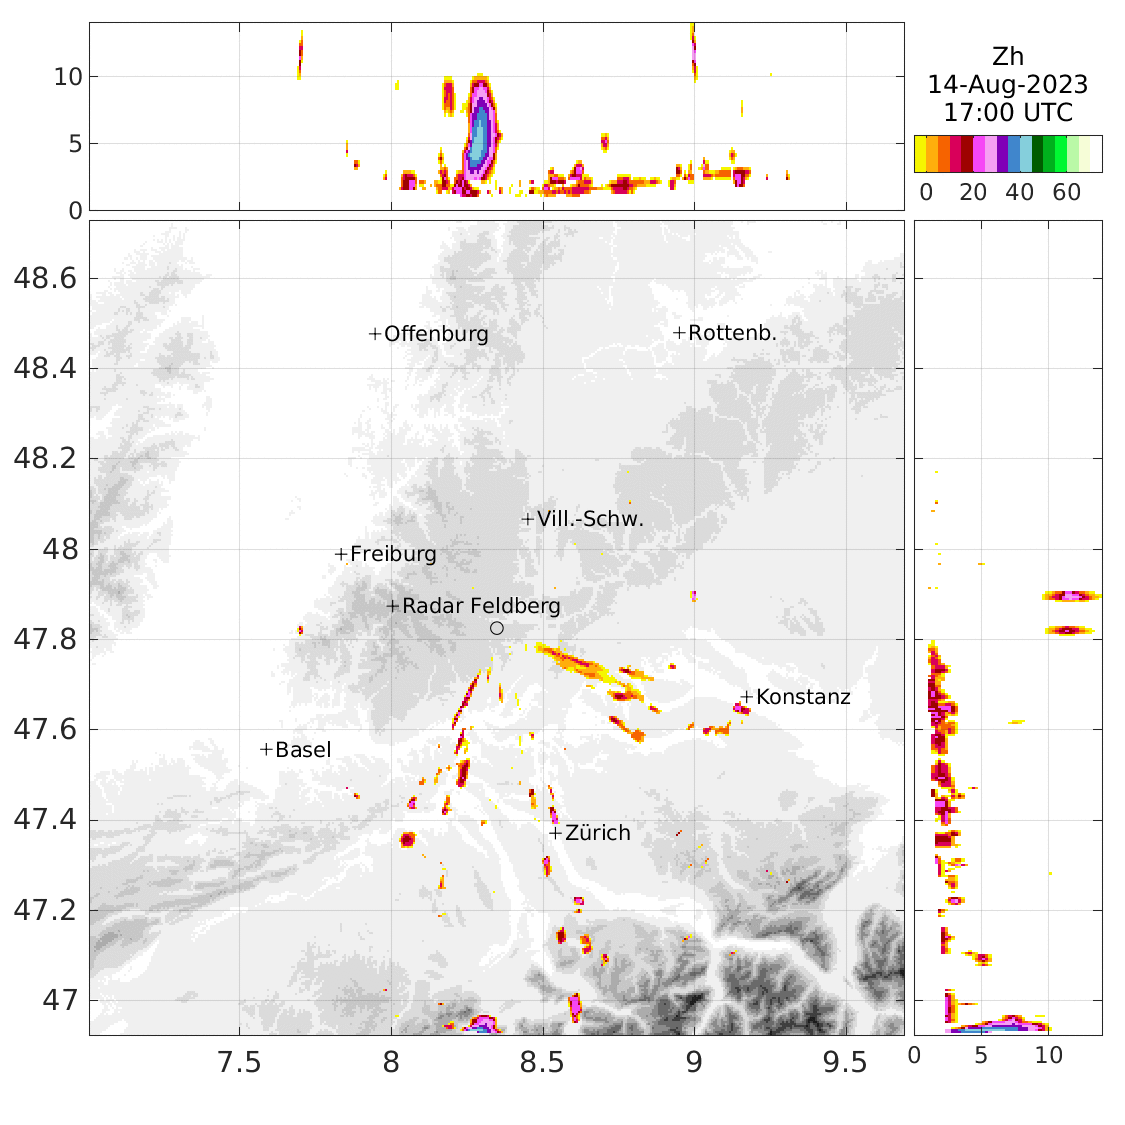 10
5
0
Zh
14-Aug-2023
17:00 UTC
0 20 40 60
48.6
48.4
48.2
48
47.8
47.6
47.4
47.2
47
+Offenburg
+Rottenb.
+Vill.-Schw.
+Freiburg
+Radar Feldberg
+Konstanz
+Basel
+Zürich
7.5 8 8.5 9 9.5
0 5 10